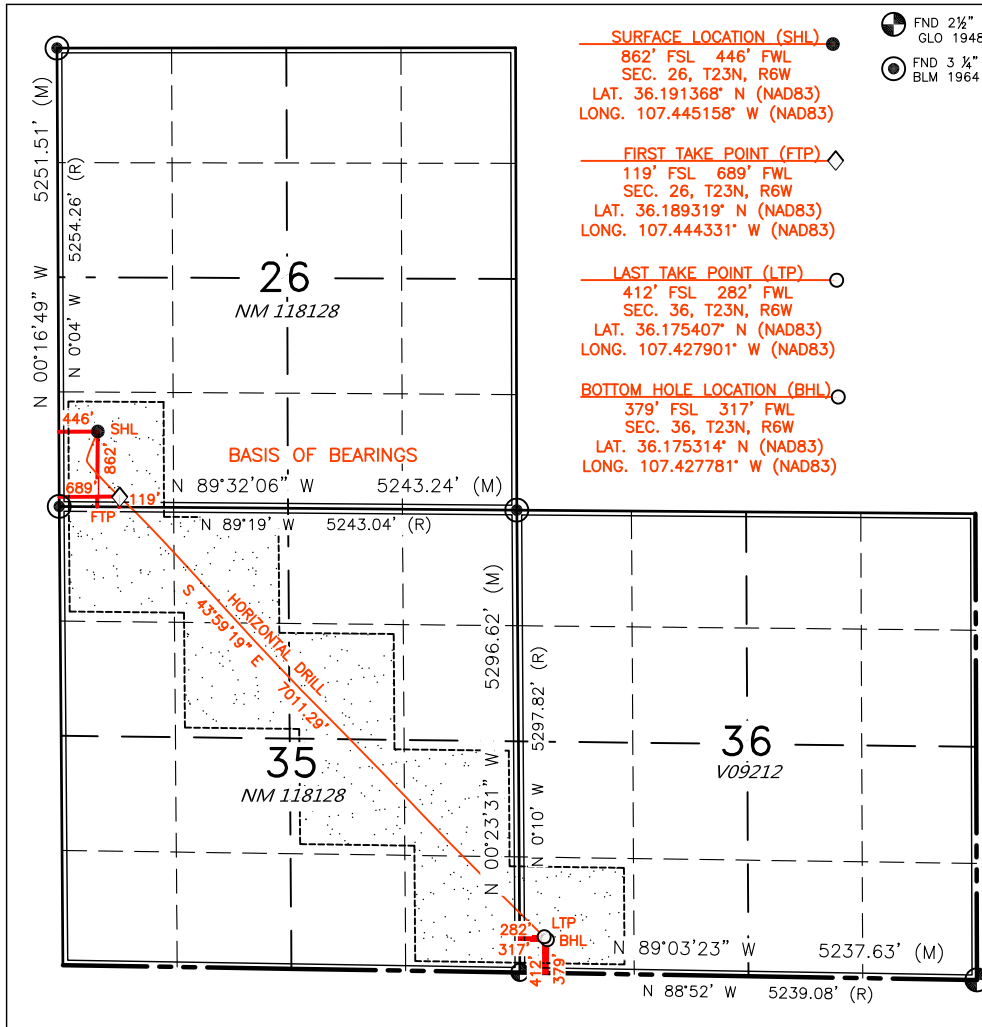 FND 2½"
GLO 1948
FND 3 ¼"
BLM 1964
SURFACE LOCATION (SHL)
862' FSL 446' FWL
SEC. 26, T23N, R6W
LAT. 36.191368° N (NAD83)
LONG. 107.445158° W (NAD83)
FIRST TAKE POINT (FTP)
119' FSL 689' FWL
SEC. 26, T23N, R6W
LAT. 36.189319° N (NAD83)
LONG. 107.444331° W (NAD83)
LAST TAKE POINT (LTP)
412' FSL 282' FWL
SEC. 36, T23N, R6W
LAT. 36.175407° N (NAD83)
LONG. 107.427901° W (NAD83)
BOTTOM HOLE LOCATION (BHL)
379' FSL 317' FWL
SEC. 36, T23N, R6W
LAT. 36.175314° N (NAD83)
LONG. 107.427781° W (NAD83)
N 00°16'49" W 5251.51' (M)
N 0°04' W 5254.26' (R)
26
NM 118128
446'
SHL
862'
689'
119'
FTP
BASIS OF BEARINGS
N 89°32'06" W 5243.24' (M)
N 89°19' W 5243.04' (R)
HORIZONTAL DRILL
S 43°59'19" E 7011.29'
N 00°23'31" W 5296.62' (M)
N 0°10' W 5297.82' (R)
35
NM 118128
36
V09212
LTP
282'
BHL
317'
412'
379'
N 89°03'23" W 5237.63' (M)
N 88°52' W 5239.08' (R)